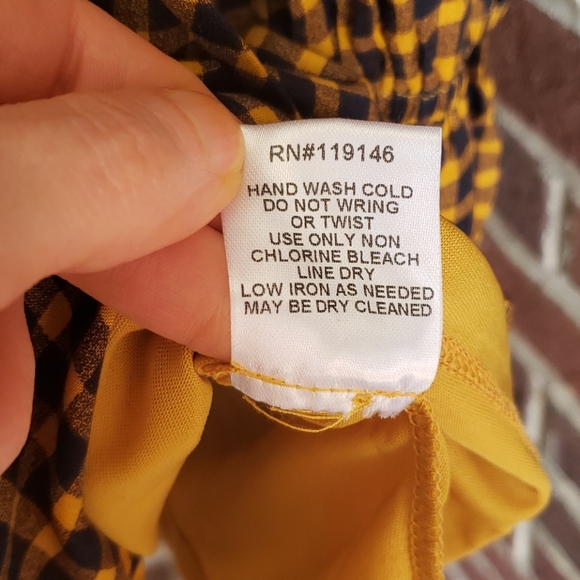 RN#119146
HAND WASH COLD
DO NOT WRING
OR TWIST
USE ONLY NON
CHLORINE BLEACH
LINE DRY
LOW IRON AS NEEDED
MAY BE DRY CLEANED